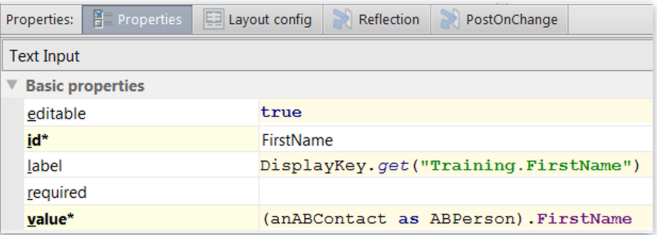 Properties: Properties Layout config Reflection PostOnChange
Text Input
Basic properties
editable true
id* FirstName
label DisplayKey.get("Training.FirstName")
required
value* (anABContact as ABPerson).FirstName